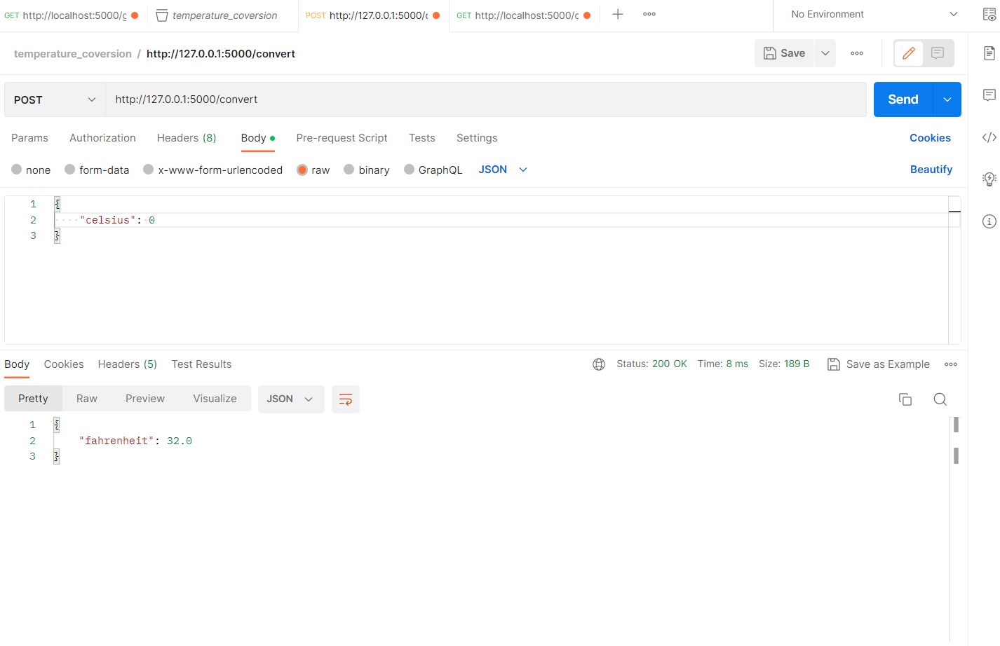 GET http://localhost:5000/g temperature_coversion POST http://127.0.0.1:5000/c GET http://localhost:5000/c No Environment
temperature_coversion / http://127.0.0.1:5000/convert Save
POST http://127.0.0.1:5000/convert Send
Params Authorization Headers (8) Body Pre-request Script Tests Settings Cookies
none form-data x-www-form-urlencoded raw binary GraphQL JSON Beautify
1 {
2 "celsius": 0
3 }
Body Cookies Headers (5) Test Results Status: 200 OK Time: 8 ms Size: 189 B Save as Example
Pretty Raw Preview Visualize JSON
1 {
2 "fahrenheit": 32.0
3 }